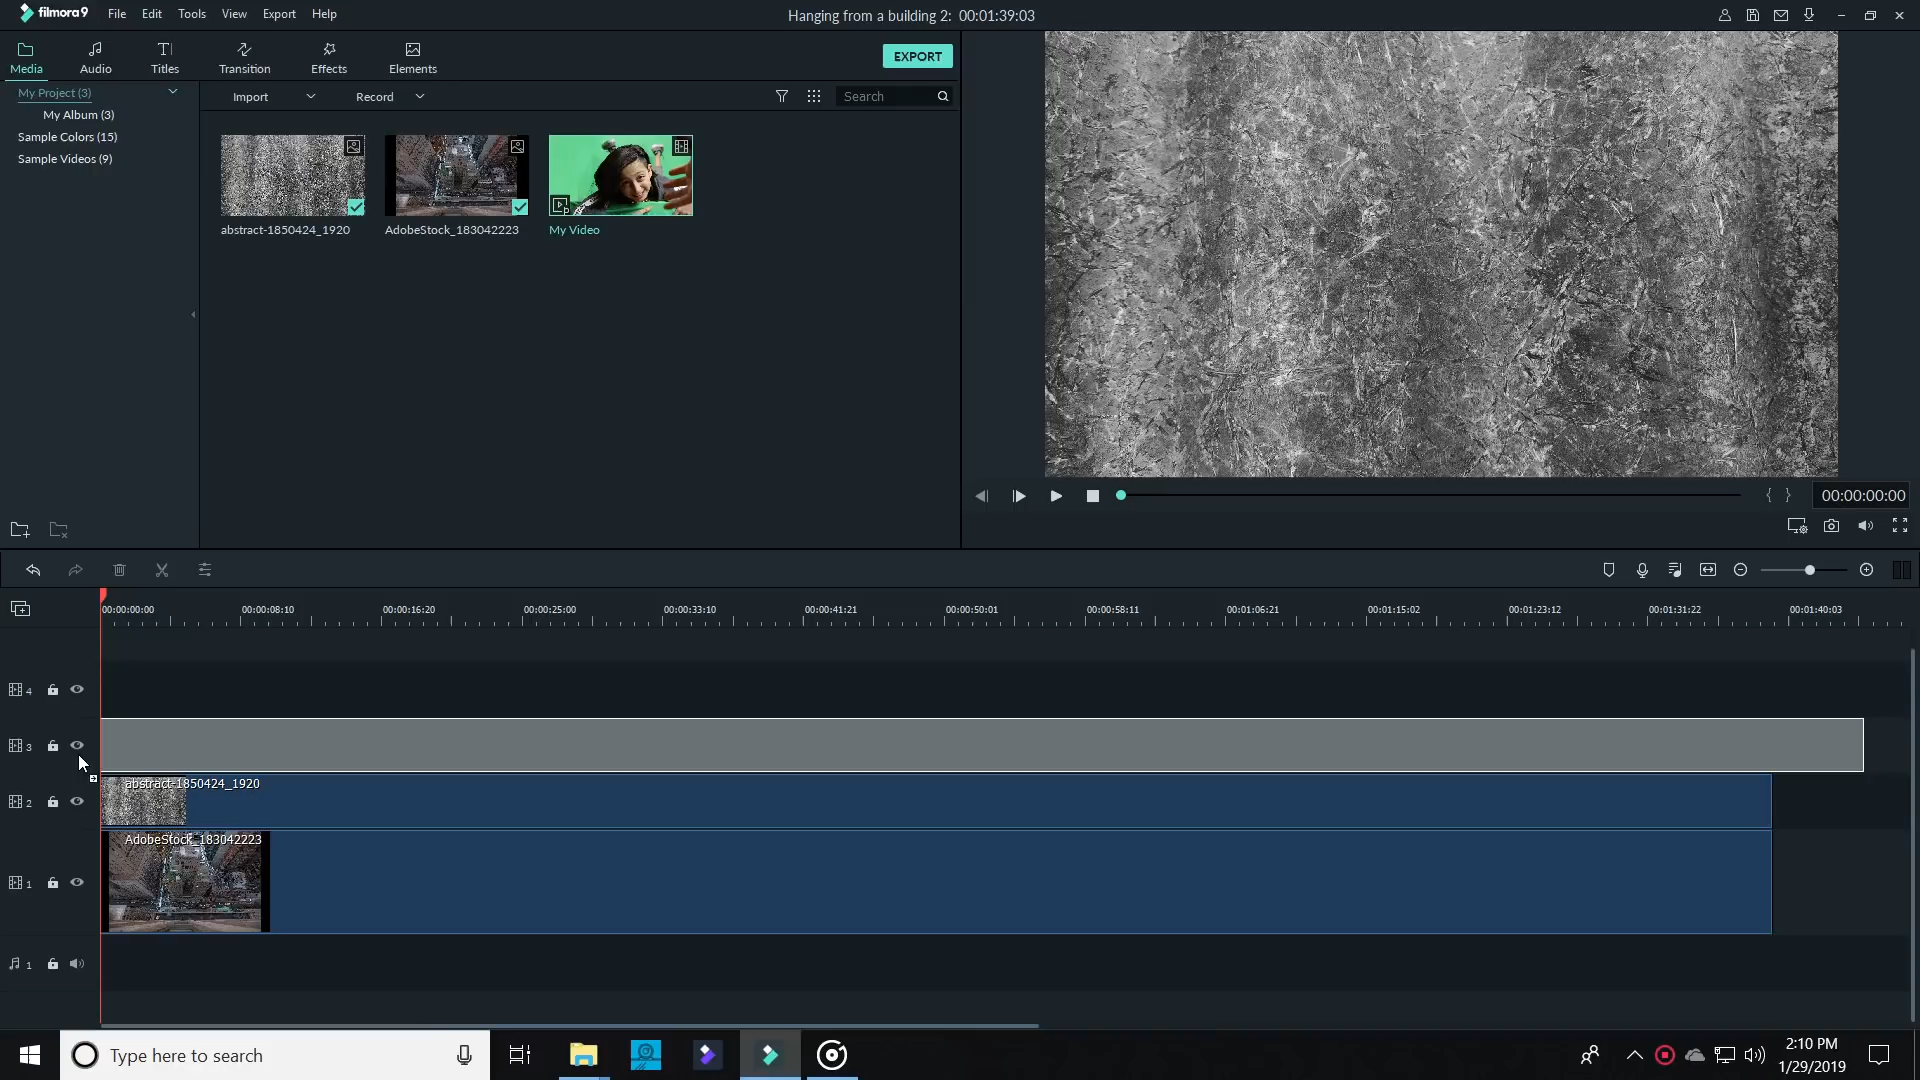 filmora9 File Edit Tools View Export Help
Hanging from a building 2: 00:01:39:03
Media Audio Titles Transition Effects Elements
EXPORT
My Project (3)
My Album (3)
Sample Colors (15)
Sample Videos (9)
Import Record Search
abstract-1850424_1920 AdobeStock_183042223 My Video
00:00:00:00
00:00:00:00 00:00:08:10 00:00:16:20 00:00:25:00 00:00:33:10 00:00:41:21 00:00:50:01 00:00:58:11 00:01:06:21 00:01:15:02 00:01:23:12 00:01:31:22 00:01:40:03
4
3
2
abstract-1850424_1920
1
AdobeStock_183042223
1
Type here to search
2:10 PM
1/29/2019